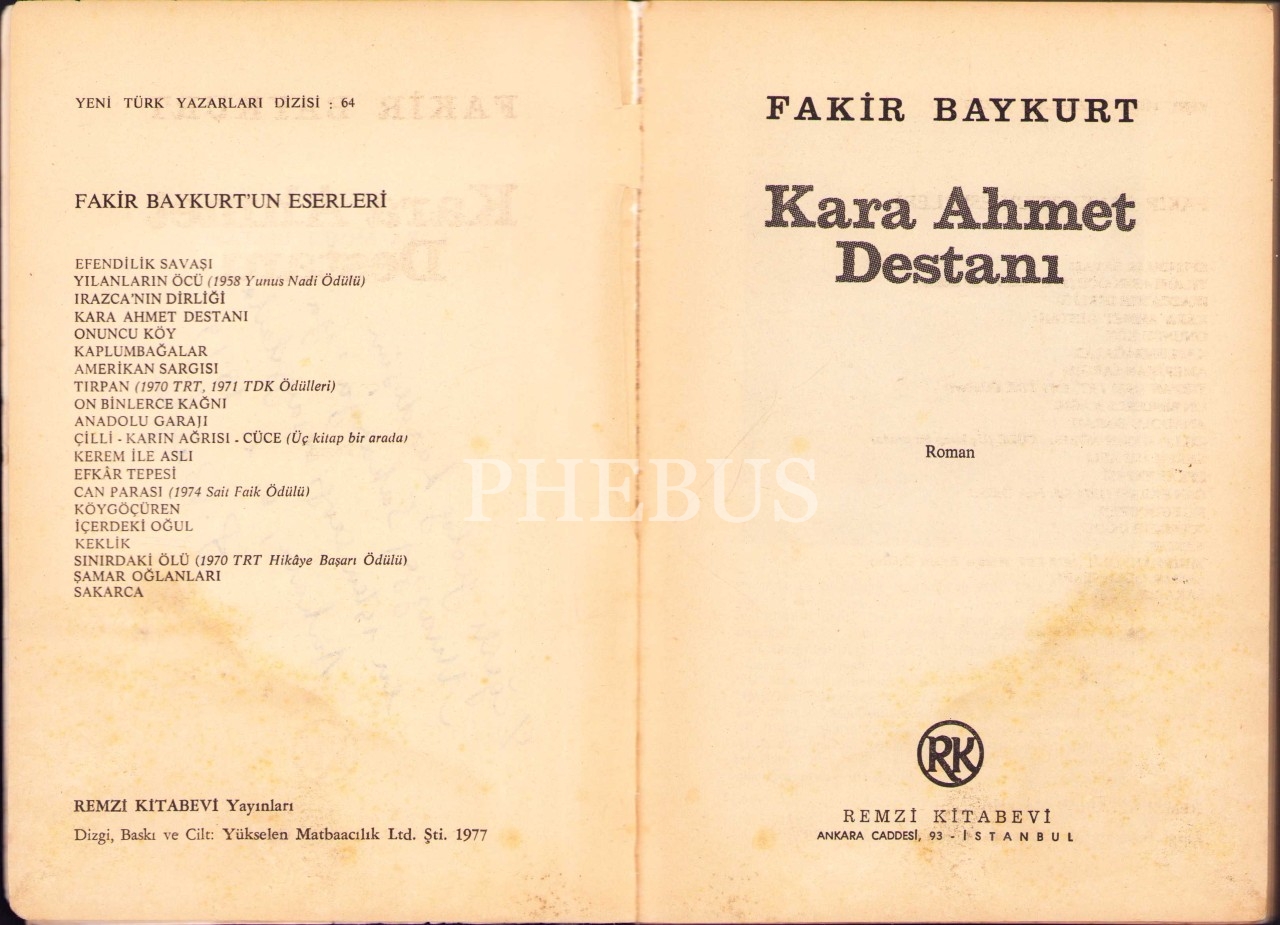 YENİ TÜRK YAZARLARI DİZİSİ : 64
FAKİR BAYKURT'UN ESERLERİ
EFENDİLİK SAVAŞI
YILANLARIN ÖCÜ (1958 Yunus Nadi Ödülü)
IRAZCA'NIN DİRLİĞİ
KARA AHMET DESTANI
ONUNCU KÖY
KAPLUMBAĞALAR
AMERİKAN SARGISI
TIRPAN (1970 TRT, 1971 TDK Ödülleri)
ON BİNLERCE KAĞNI
ANADOLU GARAJI
ÇİLLİ - KARIN AĞRISI - CÜCE (Üç kitap bir arada)
KEREM İLE ASLI
EFKÂR TEPESİ
CAN PARASI (1974 Sait Faik Ödülü)
KÖYGÖÇÜREN
İÇERDEKİ OĞUL
KEKLİK
SINIRDAKİ ÖLÜ (1970 TRT Hikâye Başarı Ödülü)
ŞAMAR OĞLANLARI
SAKARCA
REMZİ KİTABEVİ Yayınları
Dizgi, Baskı ve Cilt: Yükselen Matbaacılık Ltd. Şti. 1977
FAKİR BAYKURT
Kara Ahmet
Destanı
Roman
PHEBUS
RK
REMZİ KİTABEVİ
ANKARA CADDESİ, 93 - İSTANBUL